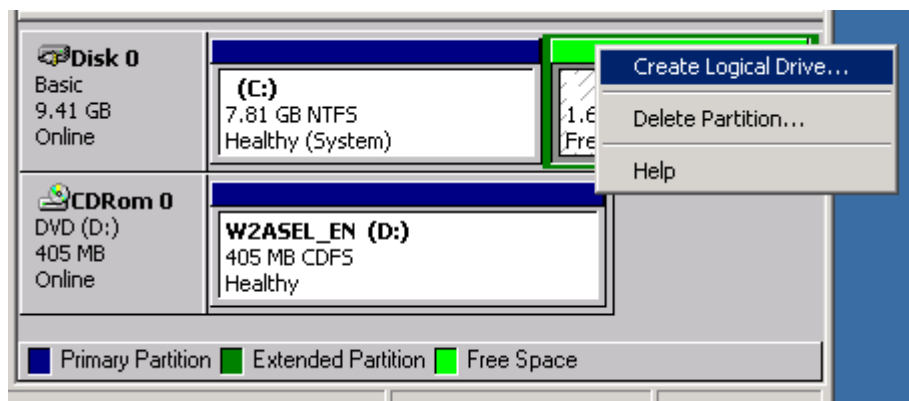 Disk 0
Basic
9.41 GB
Online
(C:)
7.81 GB NTFS
Healthy (System)
Create Logical Drive...
Delete Partition...
Help
CDRom 0
DVD (D:)
405 MB
Online
W2ASEL_EN (D:)
405 MB CDFS
Healthy
Primary Partition Extended Partition Free Space